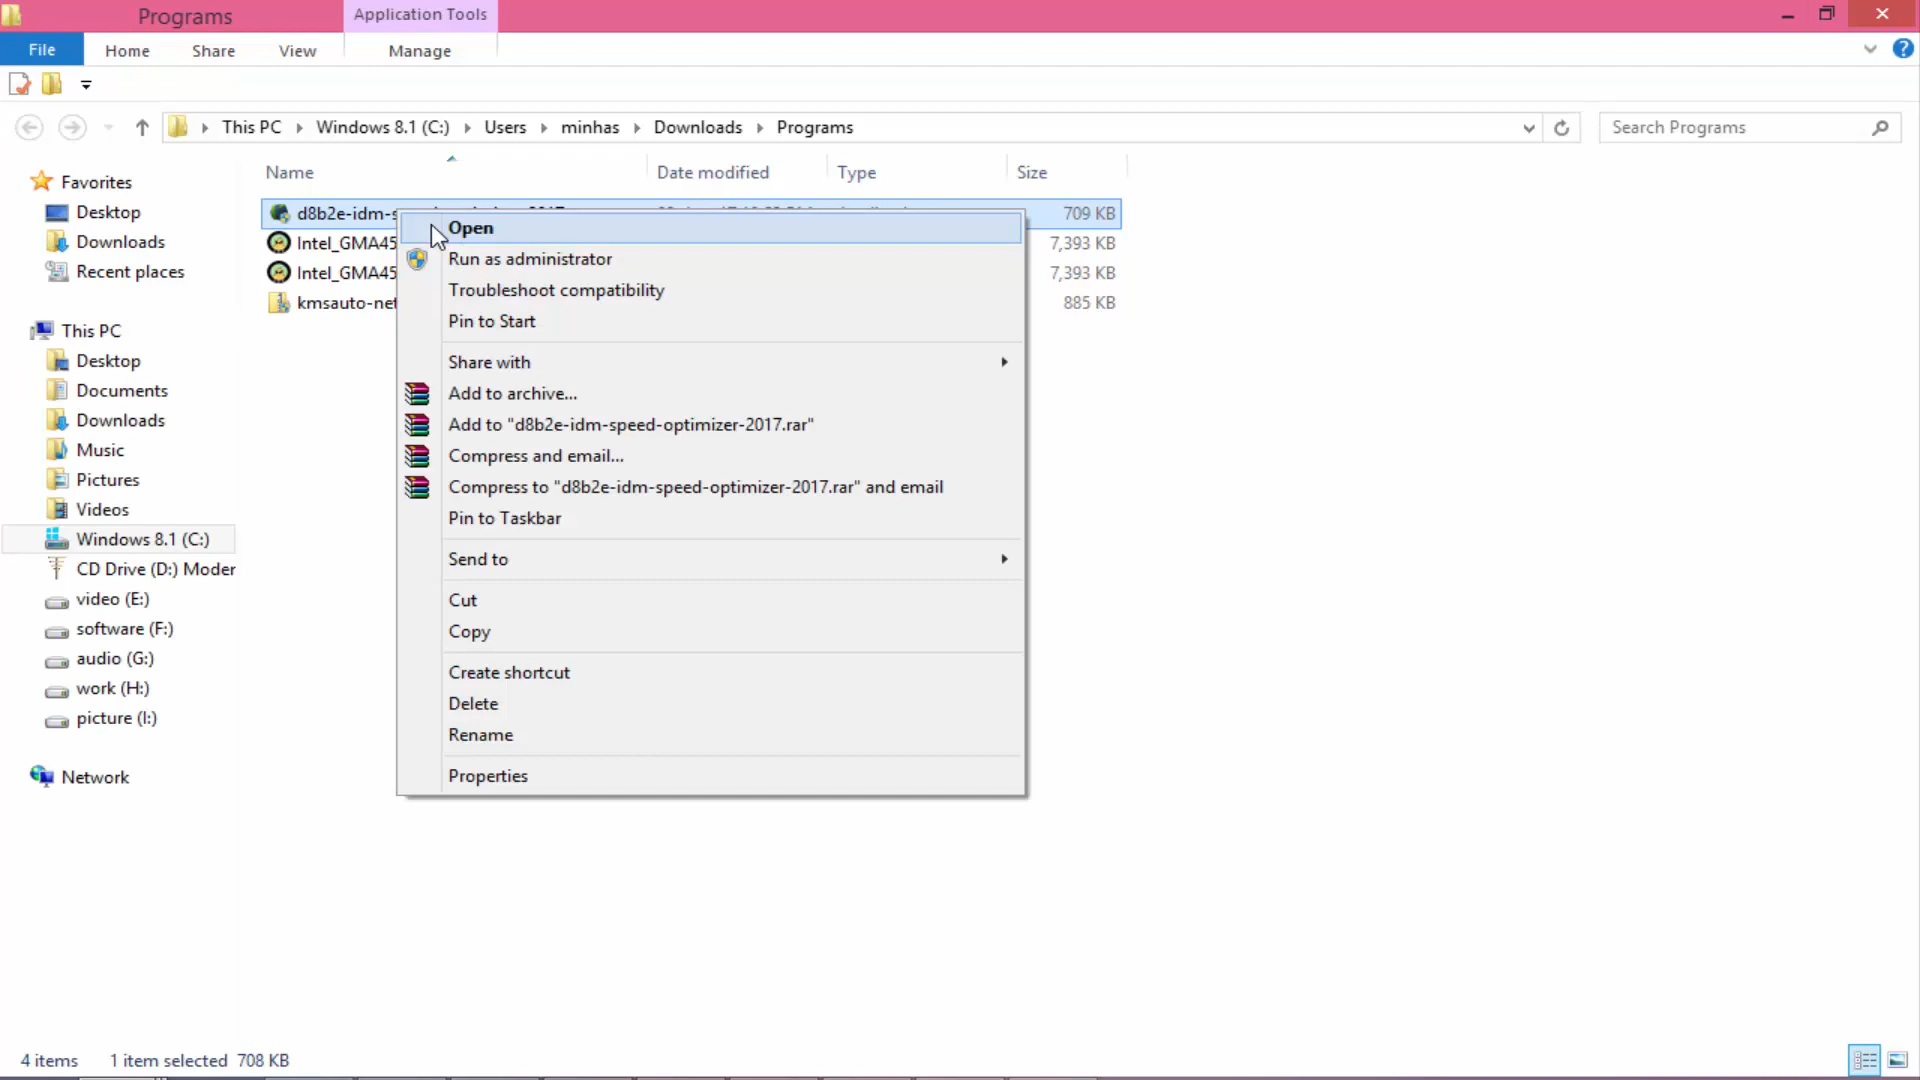 Programs
Application Tools
File
Home
Share
View
Manage
This PC
Windows 8.1 (C:)
Users
minhas
Downloads
Programs
Search Programs
Name
Date modified
Type
Size
Favorites
Desktop
Downloads
Recent places
This PC
Desktop
Documents
Downloads
Music
Pictures
Videos
Windows 8.1 (C:)
CD Drive (D:) Moder
video (E:)
software (F:)
audio (G:)
work (H:)
picture (I:)
Network
d8b2e-idm-s
709 KB
Intel_GMA45
7,393 KB
Intel_GMA45
7,393 KB
kmsauto-net
885 KB
Open
Run as administrator
Troubleshoot compatibility
Pin to Start
Share with
Add to archive...
Add to "d8b2e-idm-speed-optimizer-2017.rar"
Compress and email...
Compress to "d8b2e-idm-speed-optimizer-2017.rar" and email
Pin to Taskbar
Send to
Cut
Copy
Create shortcut
Delete
Rename
Properties
4 items
1 item selected 708 KB